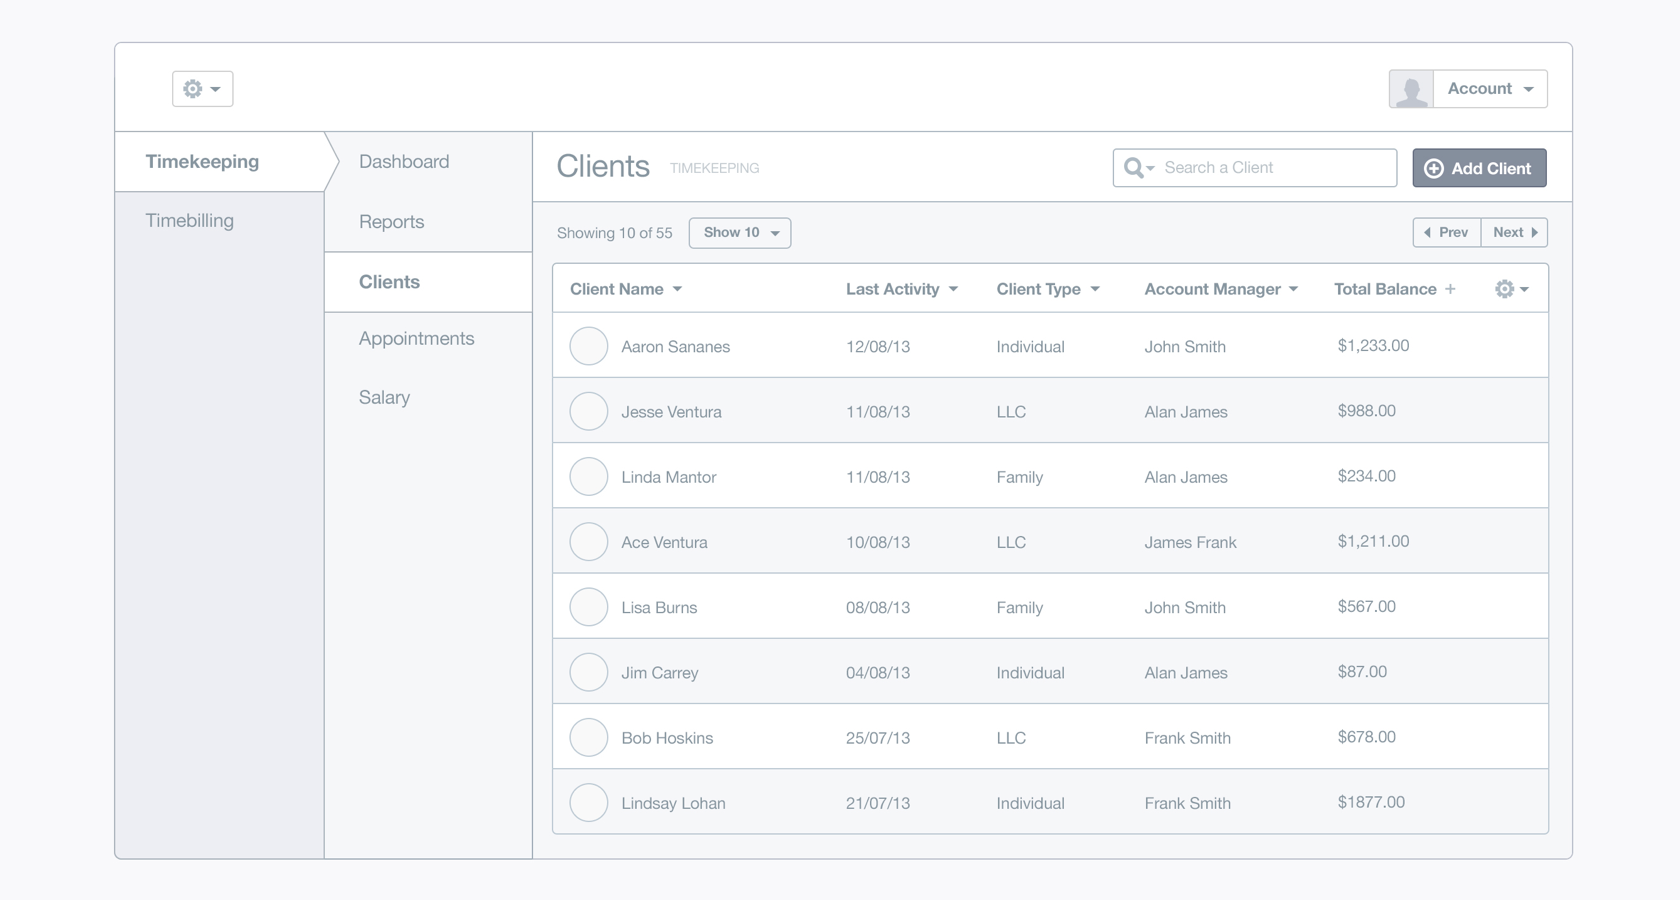 Account
Timekeeping
Timebilling
Dashboard
Reports
Clients
Appointments
Salary
Clients TIMEKEEPING
Search a Client
Add Client
Showing 10 of 55
Show 10
Prev Next
Client Name Last Activity Client Type Account Manager Total Balance +
Aaron Sananes 12/08/13 Individual John Smith $1,233.00
Jesse Ventura 11/08/13 LLC Alan James $988.00
Linda Mantor 11/08/13 Family Alan James $234.00
Ace Ventura 10/08/13 LLC James Frank $1,211.00
Lisa Burns 08/08/13 Family John Smith $567.00
Jim Carrey 04/08/13 Individual Alan James $87.00
Bob Hoskins 25/07/13 LLC Frank Smith $678.00
Lindsay Lohan 21/07/13 Individual Frank Smith $1877.00